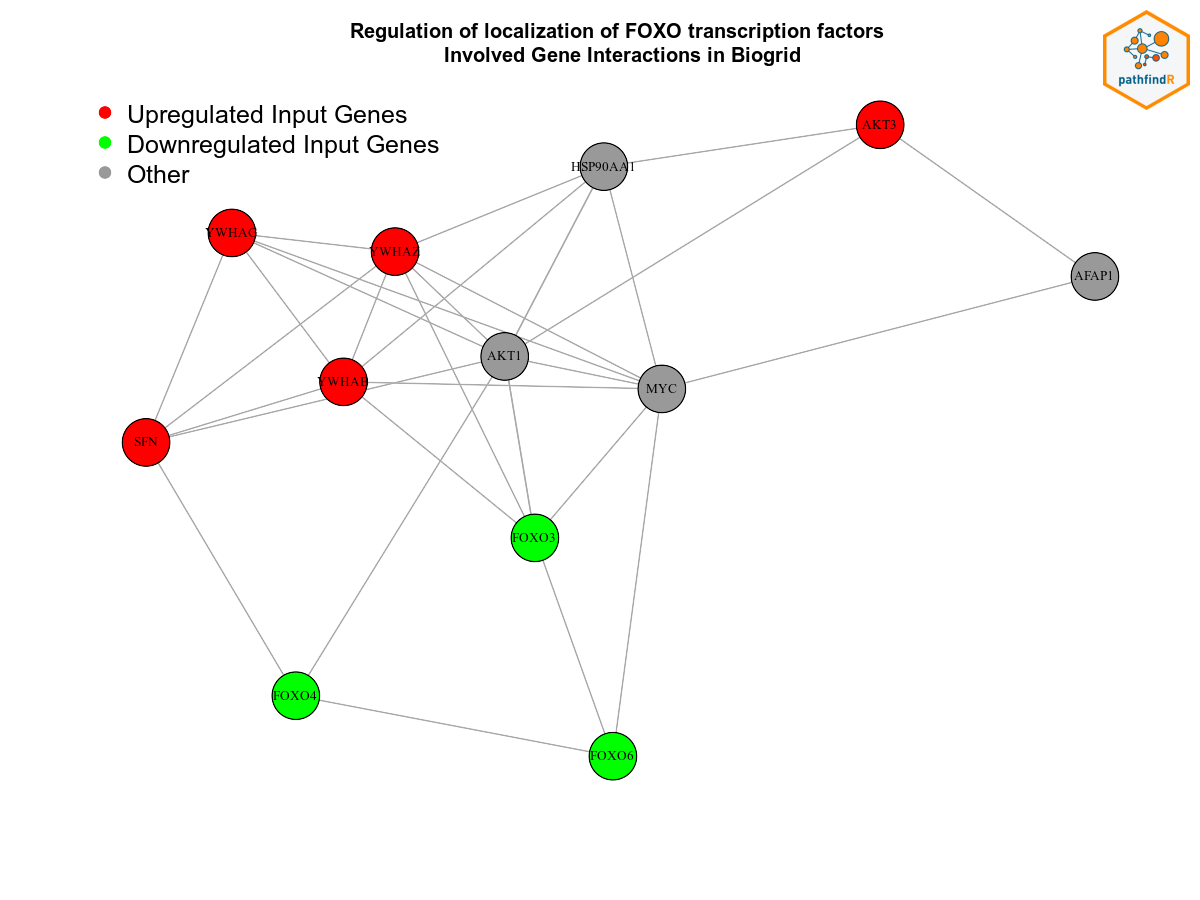 Regulation of localization of FOXO transcription factors
Involved Gene Interactions in Biogrid
pathfindR
Upregulated Input Genes
Downregulated Input Genes
Other
AKT3
HSP90AA1
YWHAG
YWHAZ
AFAP1
AKT1
YWHAB
MYC
SFN
FOXO3
FOXO4
FOXO6